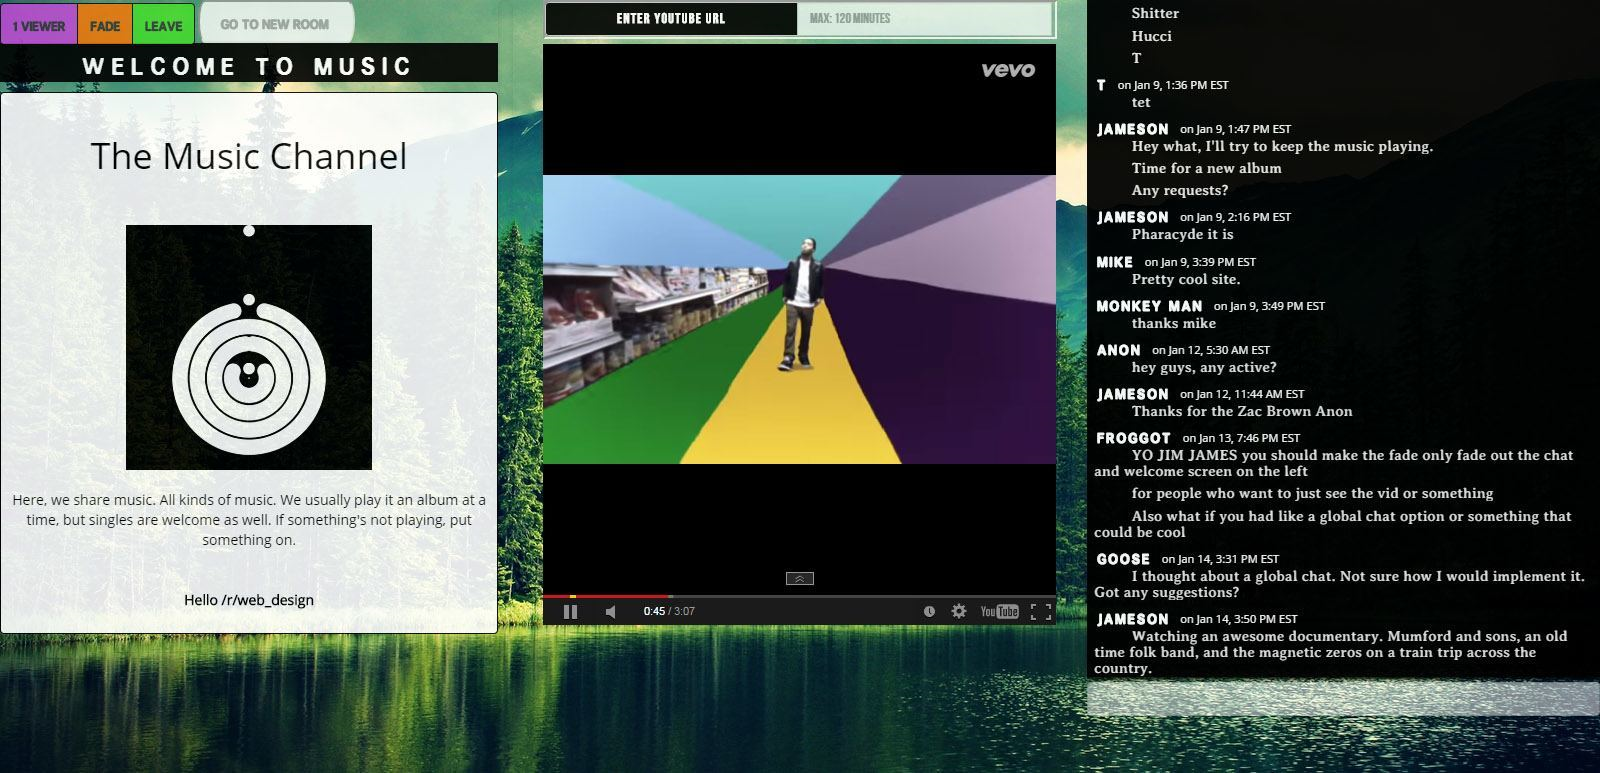 1 VIEWER
FADE
LEAVE
GO TO NEW ROOM
WELCOME TO MUSIC
The Music Channel
Here, we share music. All kinds of music. We usually play it an album at a
time, but singles are welcome as well. If something's not playing, put
something on.
Hello /r/web_design
ENTER YOUTUBE URL
MAX: 120 MINUTES
vevo
0:45 / 3:07
YouTube
Shitter
Hucci
T
T on Jan 9, 1:36 PM EST
tet
JAMESON on Jan 9, 1:47 PM EST
Hey what, I'll try to keep the music playing.
Time for a new album
Any requests?
JAMESON on Jan 9, 2:16 PM EST
Pharacyde it is
MIKE on Jan 9, 3:39 PM EST
Pretty cool site.
MONKEY MAN on Jan 9, 3:49 PM EST
thanks mike
ANON on Jan 12, 5:30 AM EST
hey guys, any active?
JAMESON on Jan 12, 11:44 AM EST
Thanks for the Zac Brown Anon
FROGGOT on Jan 13, 7:46 PM EST
YO JIM JAMES you should make the fade only fade out the chat
and welcome screen on the left
for people who want to just see the vid or something
Also what if you had like a global chat option or something that
could be cool
GOOSE on Jan 14, 3:31 PM EST
I thought about a global chat. Not sure how I would implement it.
Got any suggestions?
JAMESON on Jan 14, 3:50 PM EST
Watching an awesome documentary. Mumford and sons, an old
time folk band, and the magnetic zeros on a train trip across the
country.